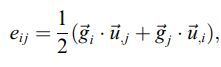 e_{ij} = \frac{1}{2}(\vec{g}_i \cdot \vec{u}_{,j} + \vec{g}_j \cdot \vec{u}_{,i}),